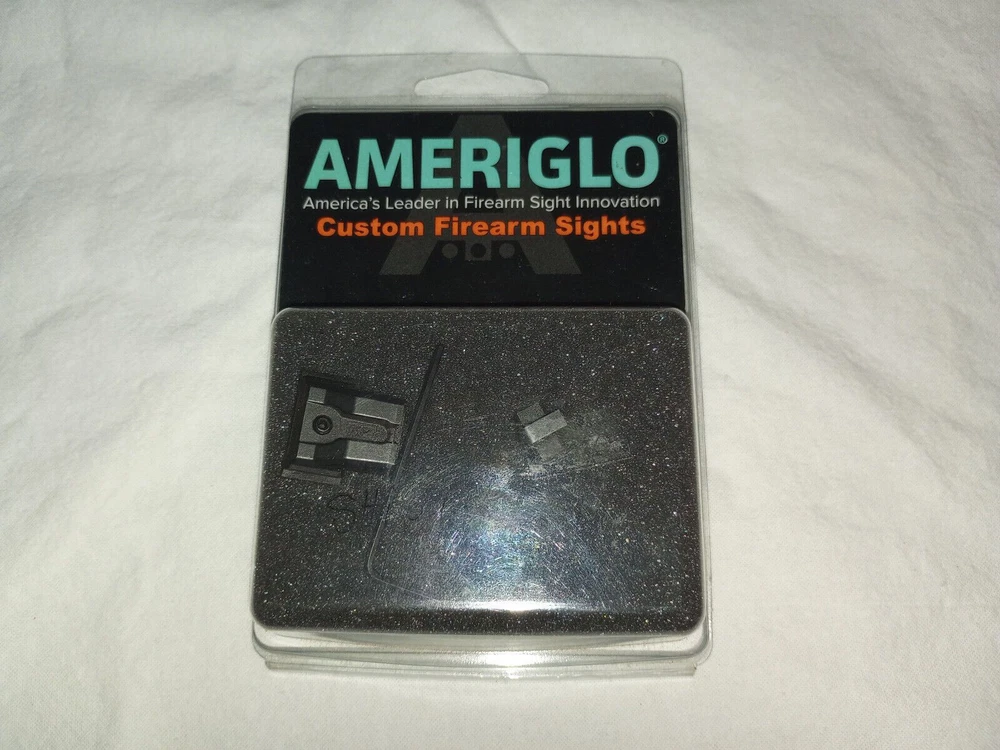 AMERIGLO®
America's Leader in Firearm Sight Innovation
Custom Firearm Sights